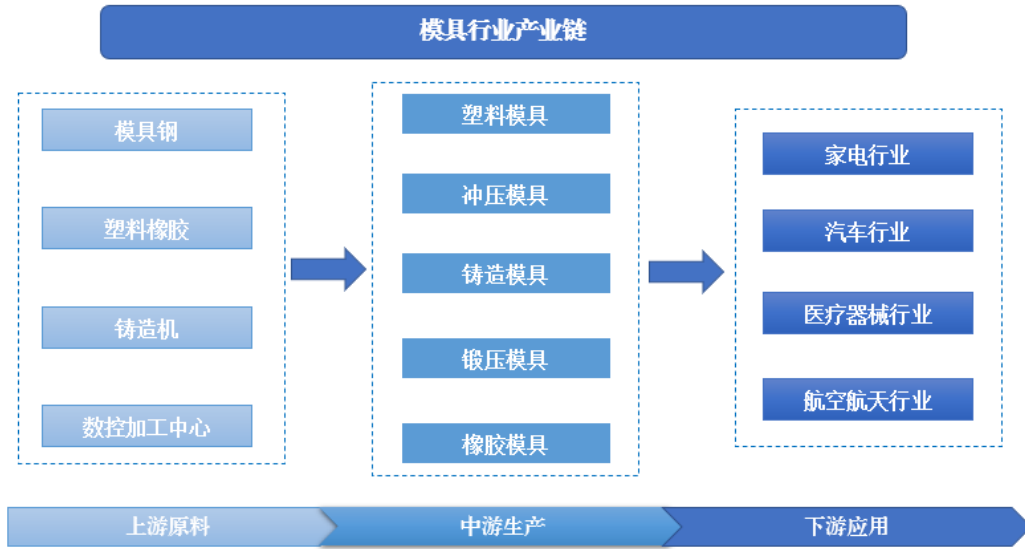 模具行业产业链
模具钢
塑料橡胶
铸造机
数控加工中心
塑料模具
冲压模具
铸造模具
锻压模具
橡胶模具
家电行业
汽车行业
医疗器械行业
航空航天行业
上游原料
中游生产
下游应用